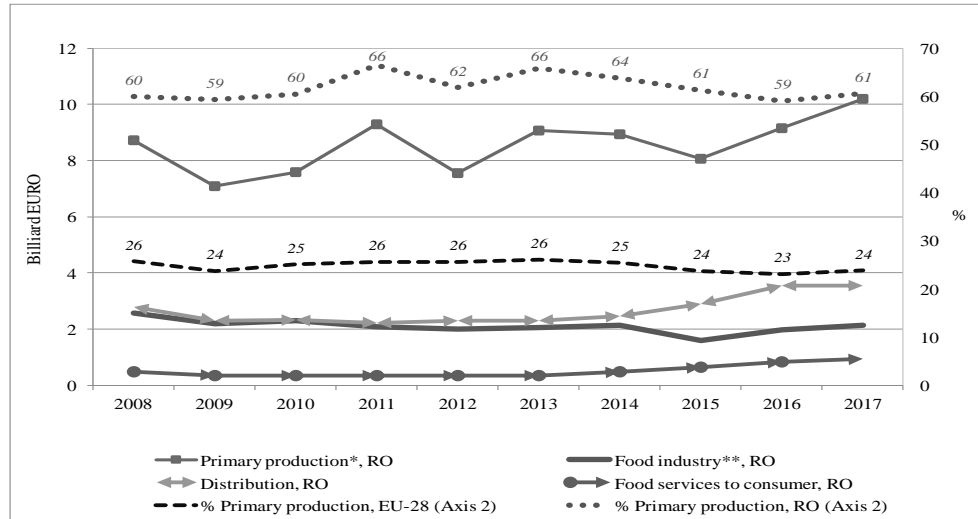 12 70
60 59 60 66 62 66 64 61 59 61
10 60
8 50
40
6
30
26 24 25 26 26 26 25 24 23 24
4 20
2 10
0 0
Billiard EURO
%
2008 2009 2010 2011 2012 2013 2014 2015 2016 2017
Primary production*, RO Food industry**, RO
Distribution, RO Food services to consumer, RO
% Primary production, EU-28 (Axis 2) % Primary production, RO (Axis 2)